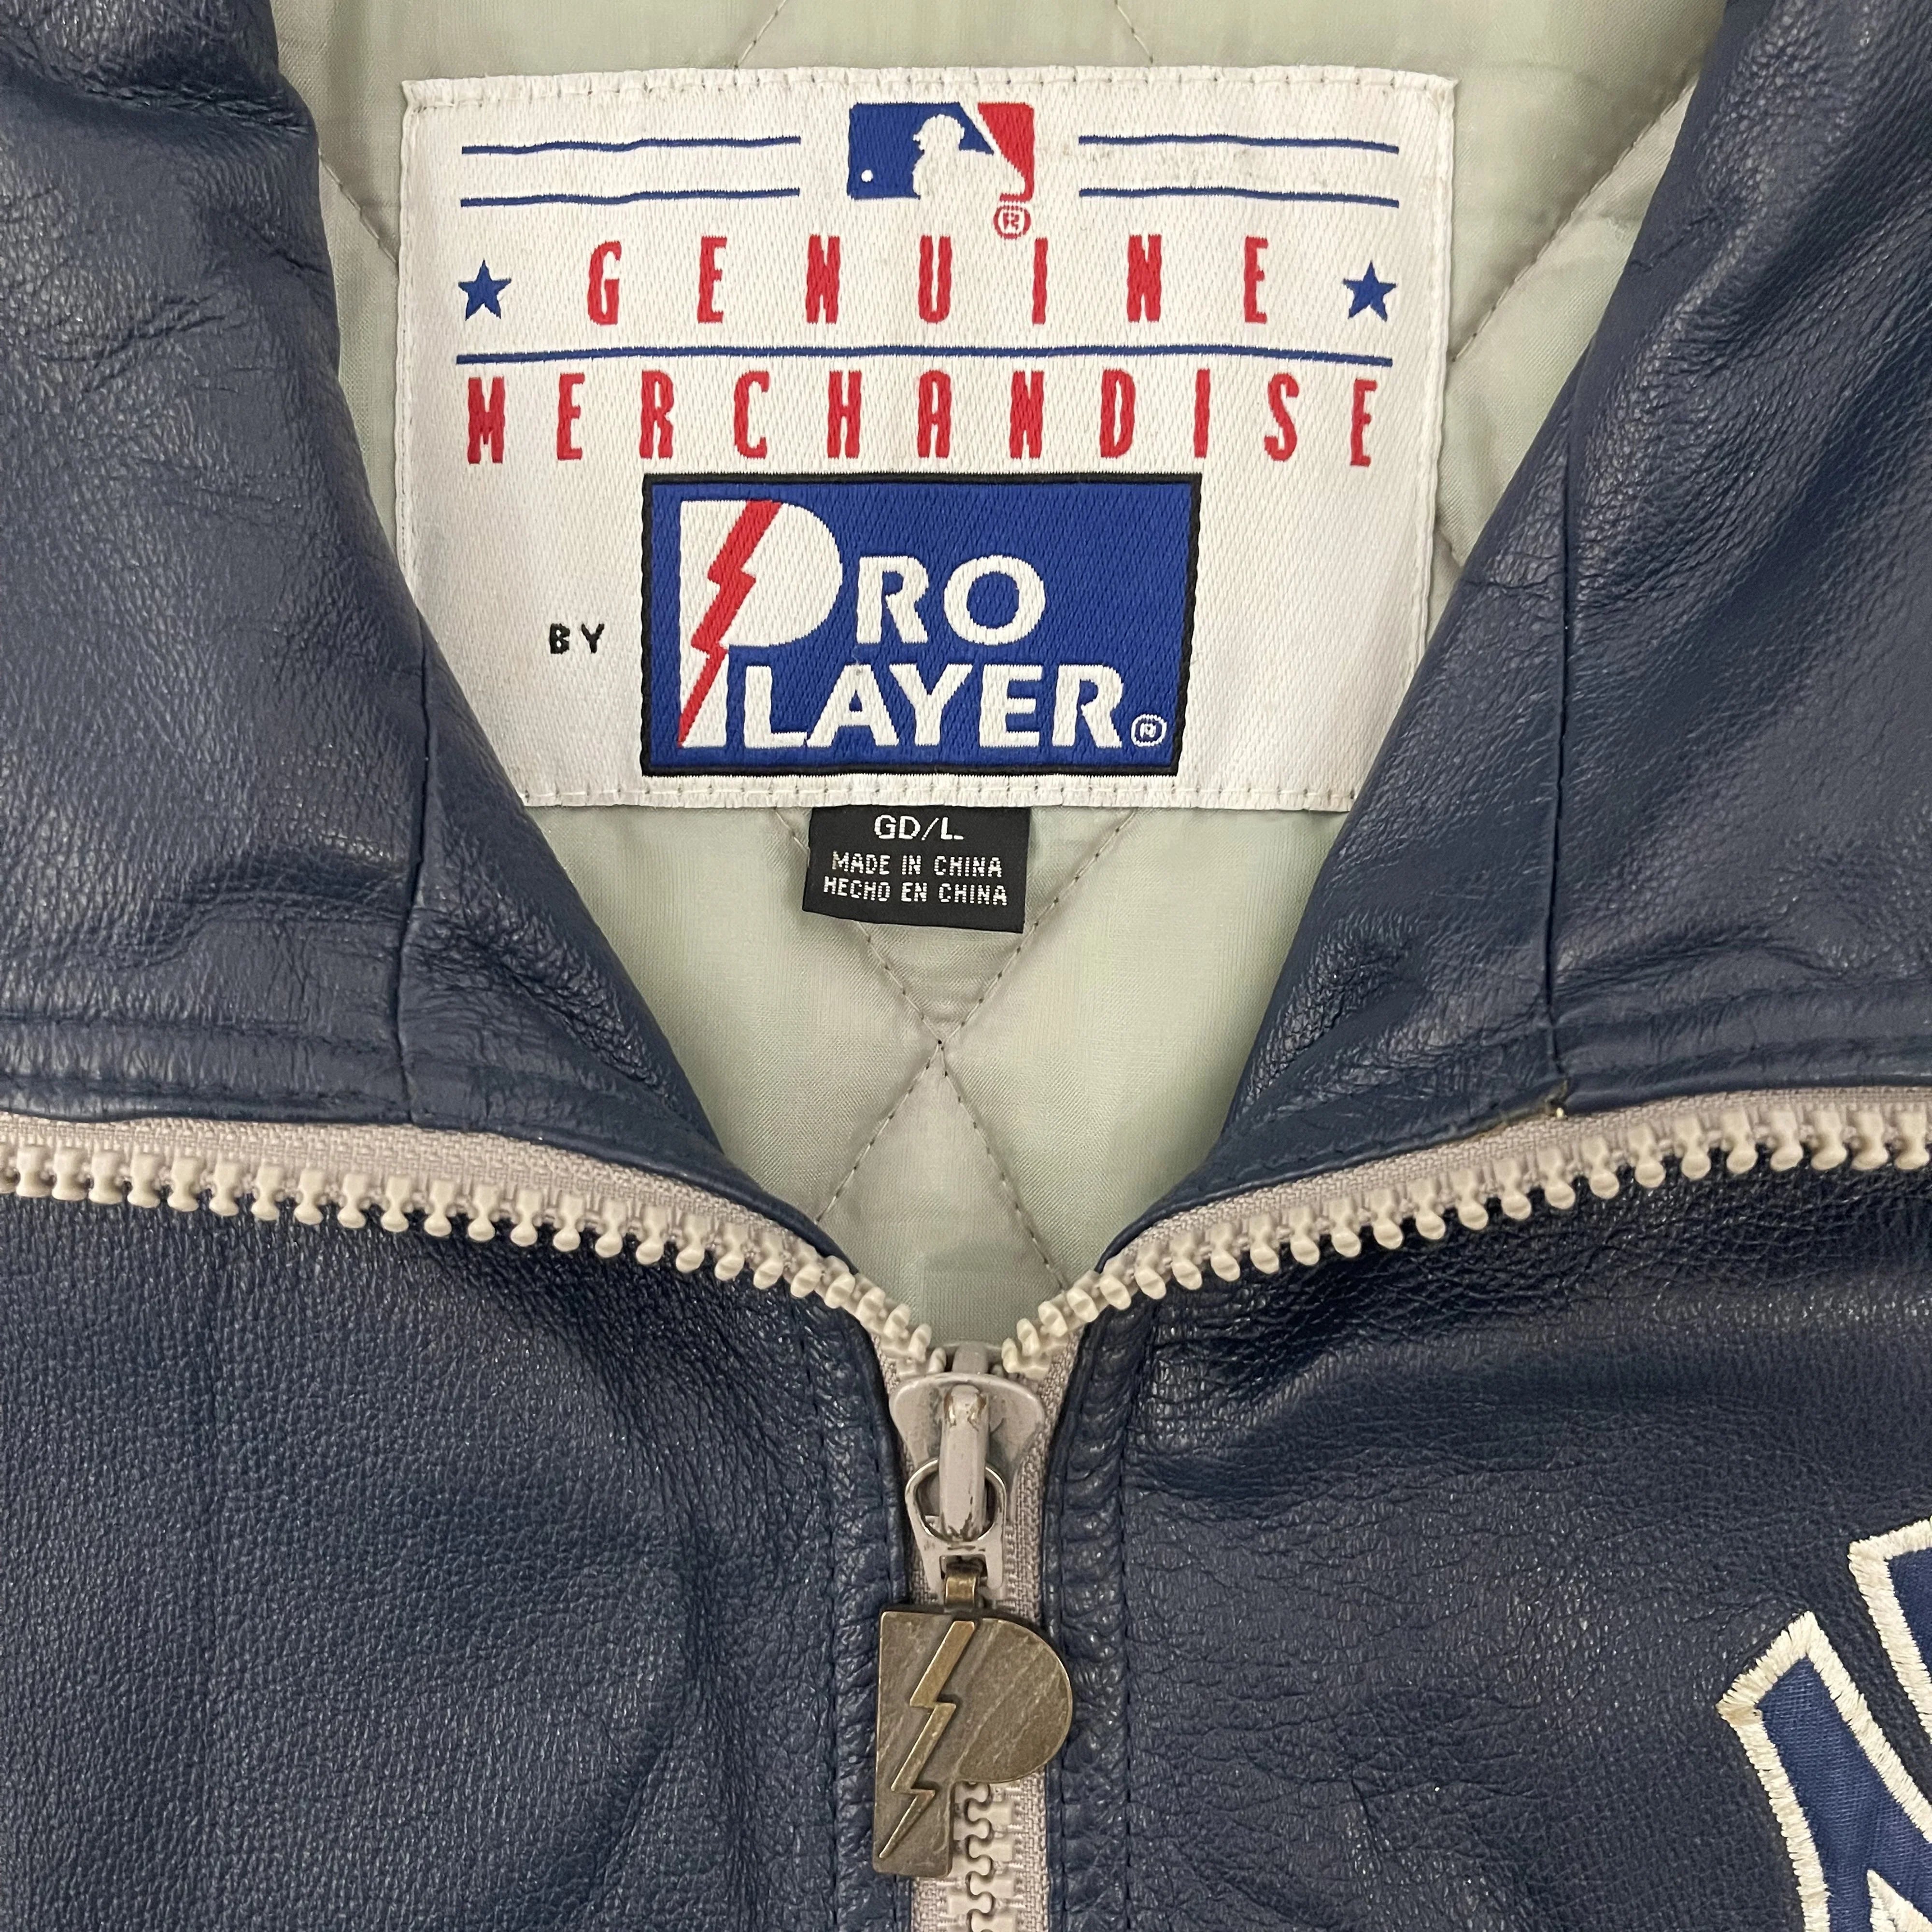 ®
GENUINE
MERCHANDISE
BY PRO
PLAYER®
GD/L
MADE IN CHINA
HECHO EN CHINA
P